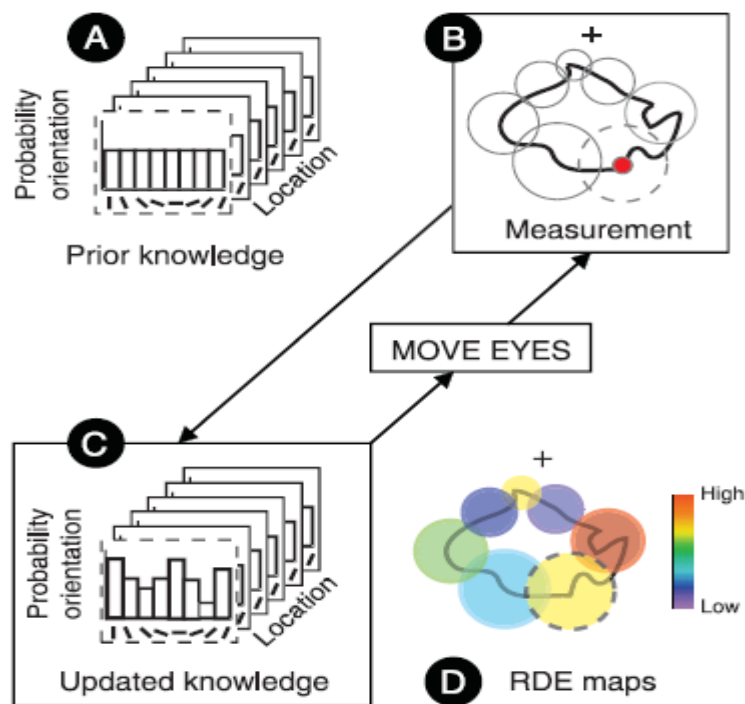 A
Probability
orientation
Location
Prior knowledge
B
+
Measurement
MOVE EYES
C
Probability
orientation
Location
Updated knowledge
+
High
Low
D RDE maps